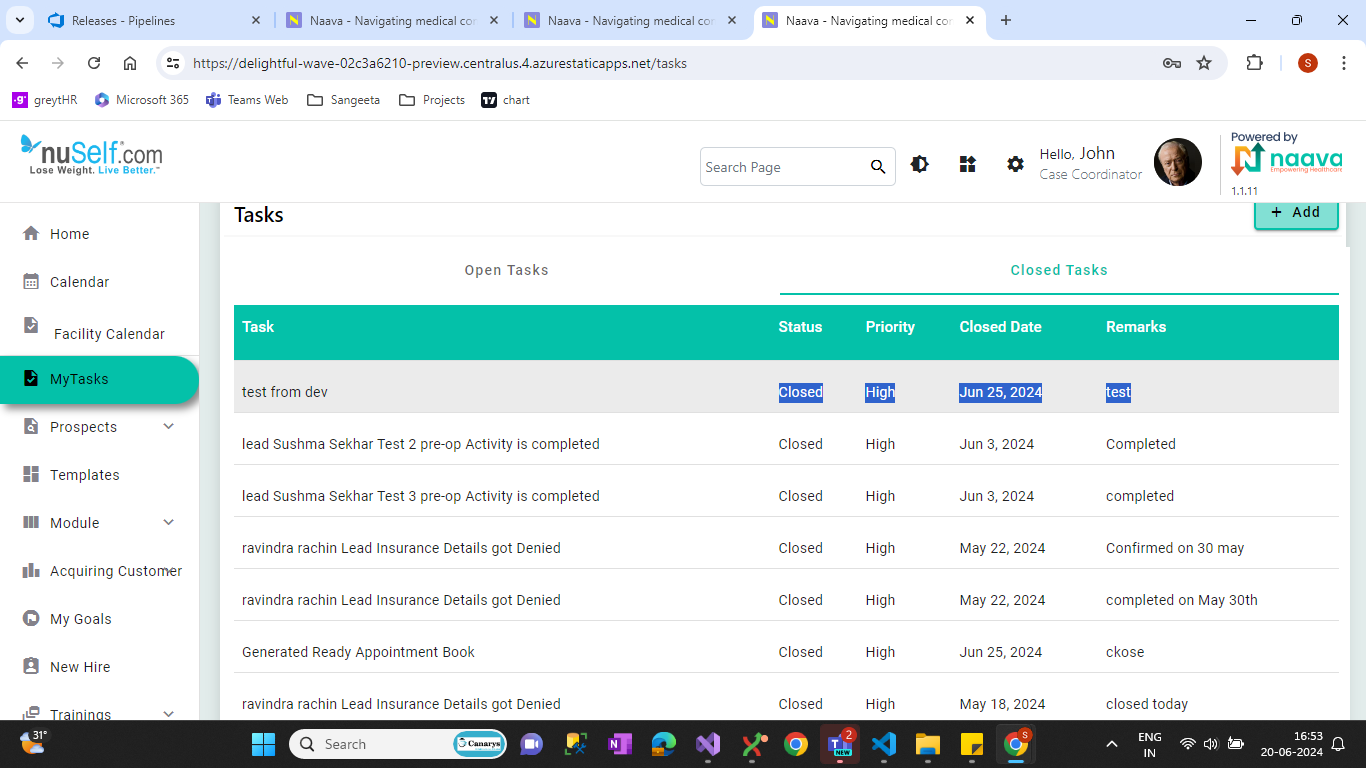 Releases - Pipelines
Naava - Navigating medical cor
Naava - Navigating medical cor
Naava - Navigating medical cor
https://delightful-wave-02c3a6210-preview.centralus.4.azurestaticapps.net/tasks
S
greytHR
Microsoft 365
Teams Web
Sangeeta
Projects
chart
nuSelf.com
Lose Weight. Live Better.™
Search Page
Hello, John
Case Coordinator
Powered by
naava
Empowering Healthcare
1.1.11
Home
Calendar
Facility Calendar
MyTasks
Prospects
Templates
Module
Acquiring Customer
My Goals
New Hire
Trainings
Tasks
+ Add
Open Tasks Closed Tasks
Task Status Priority Closed Date Remarks
test from dev Closed High Jun 25, 2024 test
lead Sushma Sekhar Test 2 pre-op Activity is completed Closed High Jun 3, 2024 Completed
lead Sushma Sekhar Test 3 pre-op Activity is completed Closed High Jun 3, 2024 completed
ravindra rachin Lead Insurance Details got Denied Closed High May 22, 2024 Confirmed on 30 may
ravindra rachin Lead Insurance Details got Denied Closed High May 22, 2024 completed on May 30th
Generated Ready Appointment Book Closed High Jun 25, 2024 ckose
ravindra rachin Lead Insurance Details got Denied Closed High May 18, 2024 closed today
31°
Search
Canarys
2
NEW
S
ENG
IN
16:53
20-06-2024